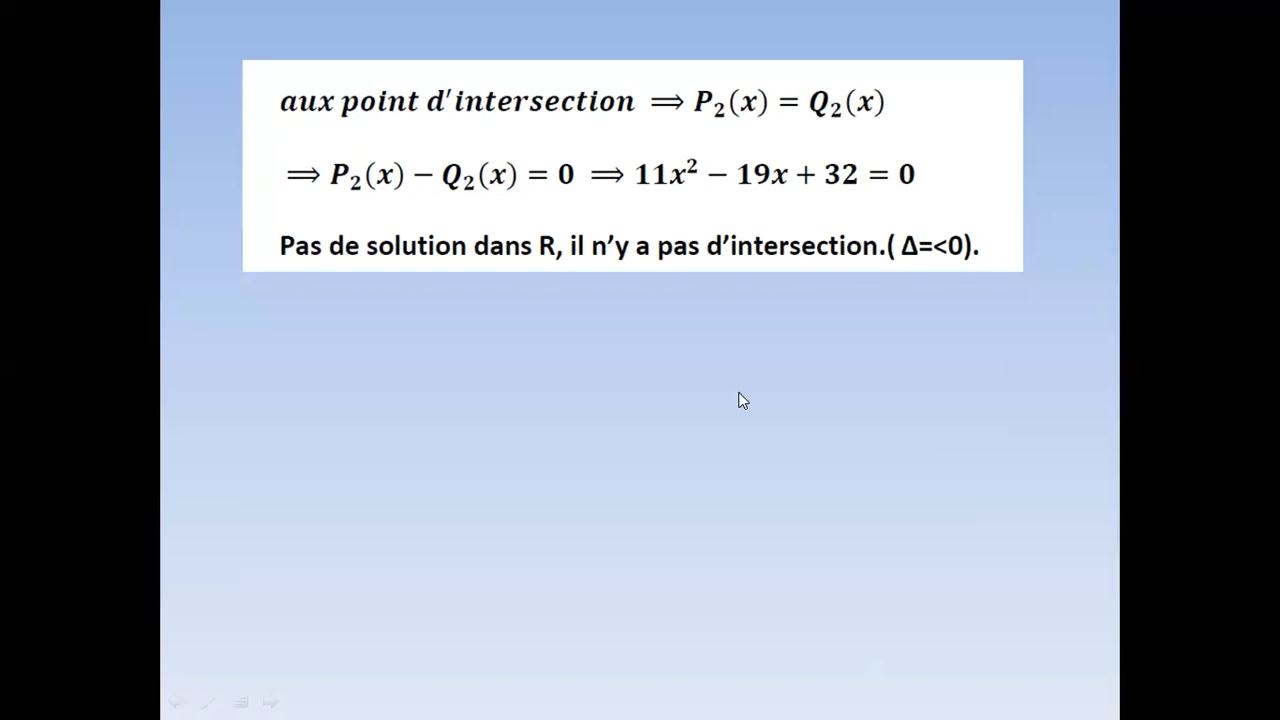 aux point d'intersection ⟹ P₂(x) = Q₂(x)
⟹ P₂(x) − Q₂(x) = 0 ⟹ 11x² − 19x + 32 = 0
Pas de solution dans R, il n’y a pas d’intersection.( Δ=<0).